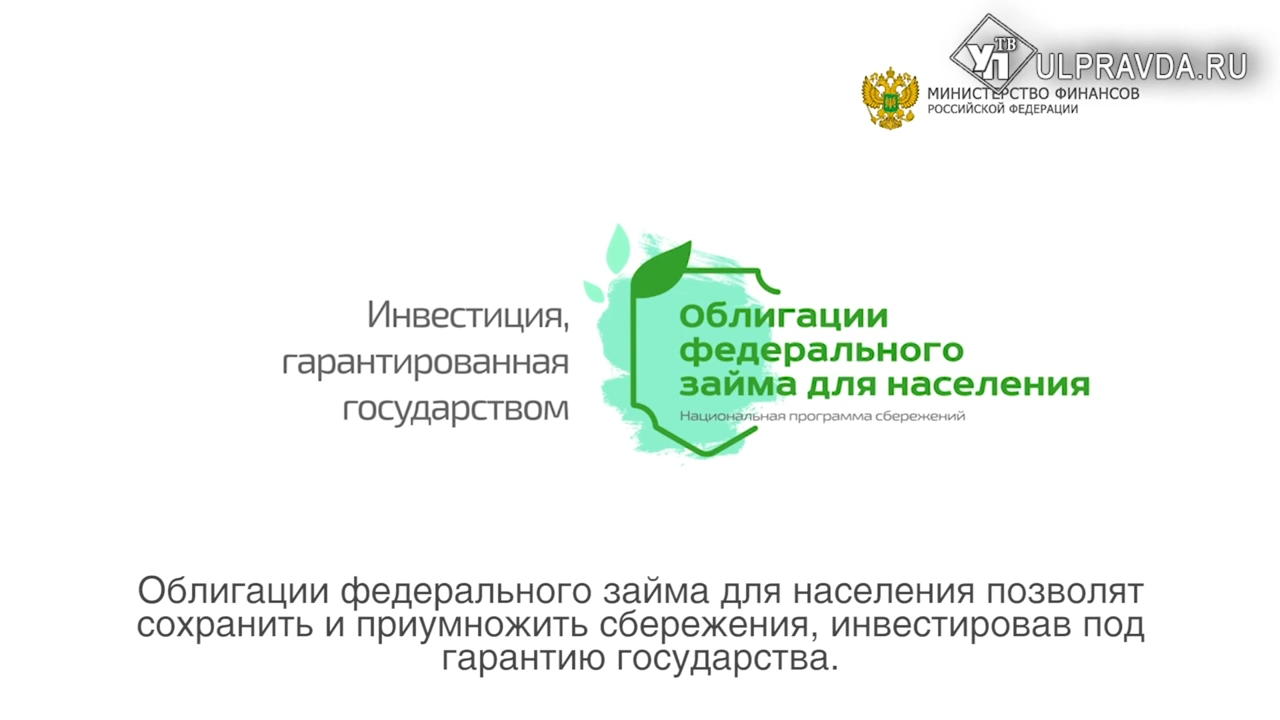 УП ТВ
ULPRAVDA.RU
МИНИСТЕРСТВО ФИНАНСОВ
РОССИЙСКОЙ ФЕДЕРАЦИИ
Инвестиция,
гарантированная
государством
Облигации
федерального
займа для населения
Национальная программа сбережений
Облигации федерального займа для населения позволят
сохранить и приумножить сбережения, инвестировав под
гарантию государства.